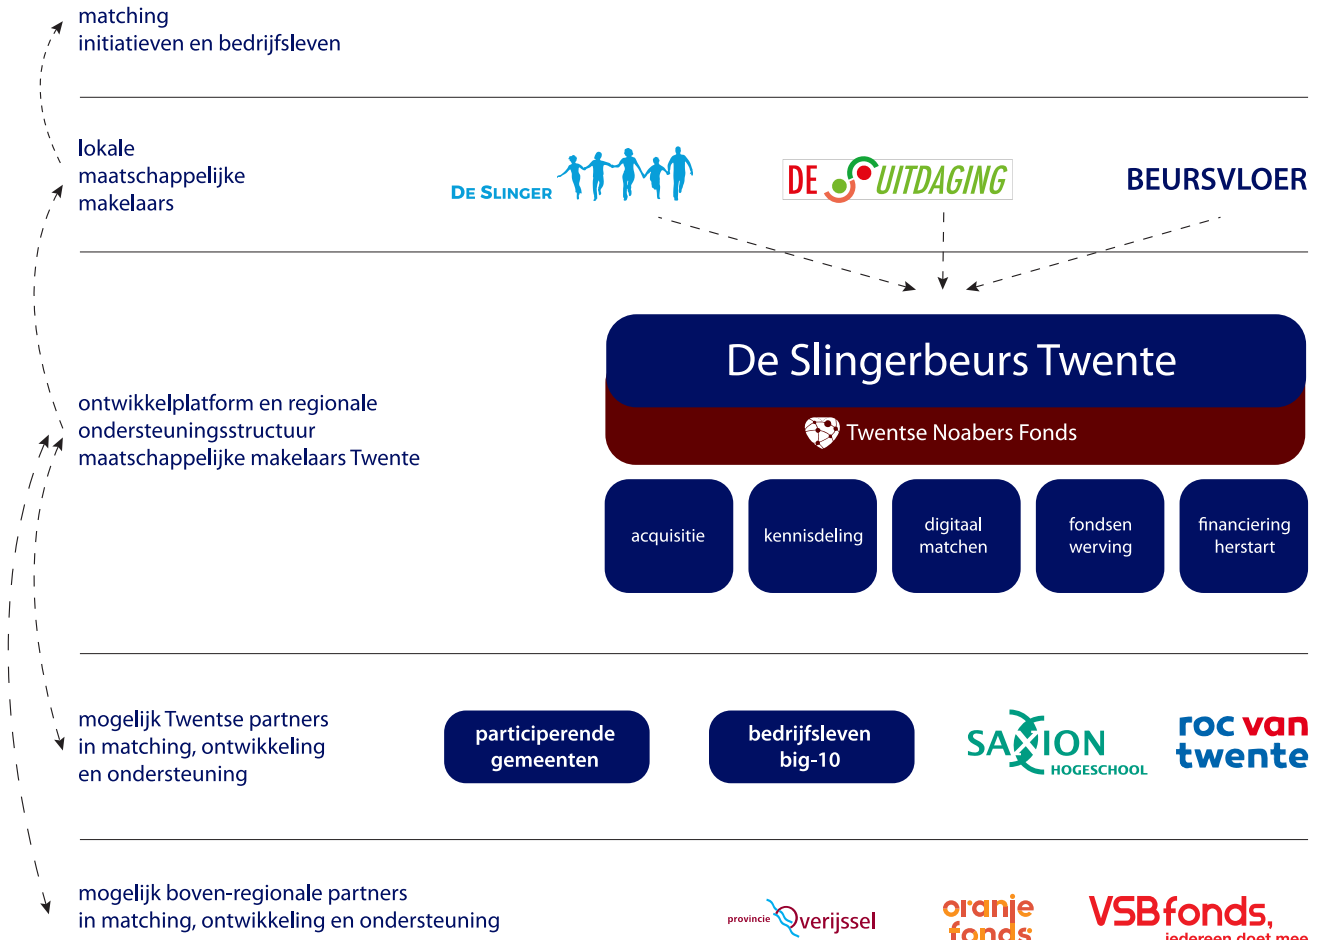 matching
initiatieven en bedrijfsleven
lokale
maatschappelijke
makelaars
DE SLINGER
DE UITDAGING
BEURSVLOER
De Slingerbeurs Twente
Twentse Noabers Fonds
ontwikkelplatform en regionale
ondersteuningsstructuur
maatschappelijke makelaars Twente
acquisitie
kennisdeling
digitaal
matchen
fondsen
werving
financiering
herstart
mogelijk Twentse partners
in matching, ontwikkeling
en ondersteuning
participerende
gemeenten
bedrijfsleven
big-10
SAXION
HOGESCHOOL
roc van
twente
mogelijk boven-regionale partners
in matching, ontwikkeling en ondersteuning
provincie Overijssel
oranje
fonds
VSBfonds,
iedereen doet mee